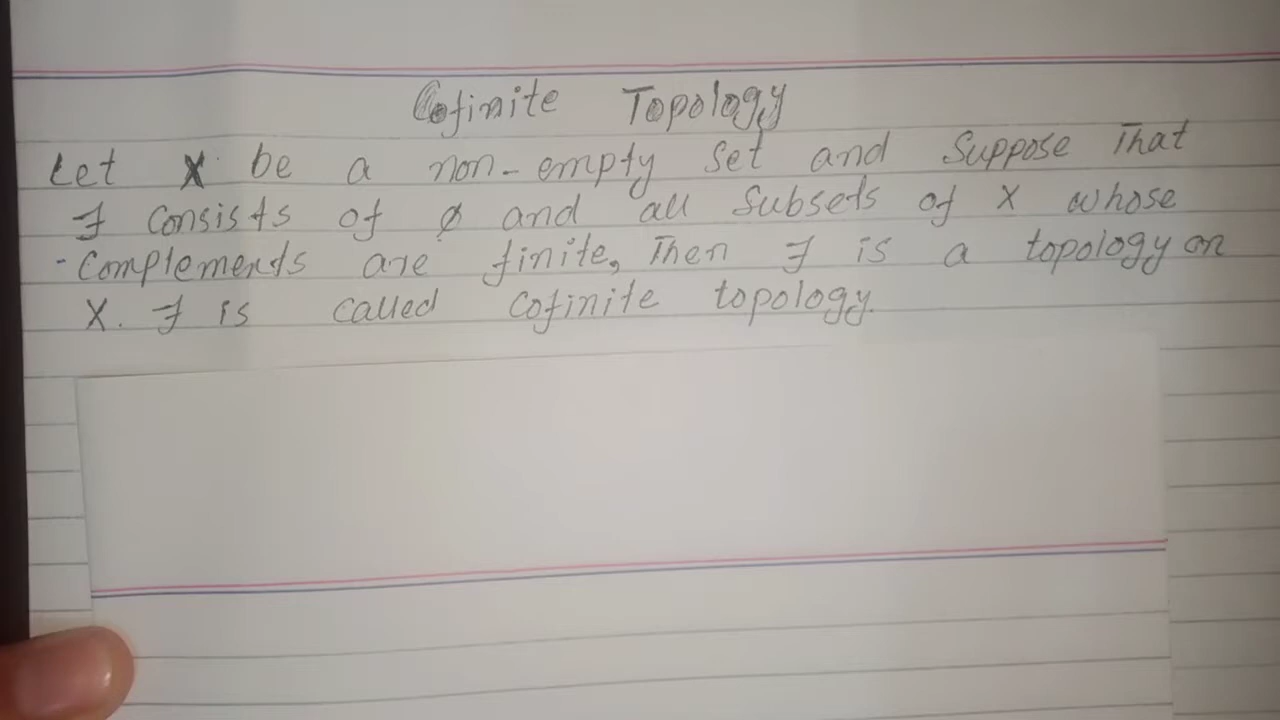 Cofinite Topology
Let X be a non-empty set and suppose That
J consists of ø and all subsets of X whose
- complements are finite, Then J is a topology on
X. J is called cofinite topology.